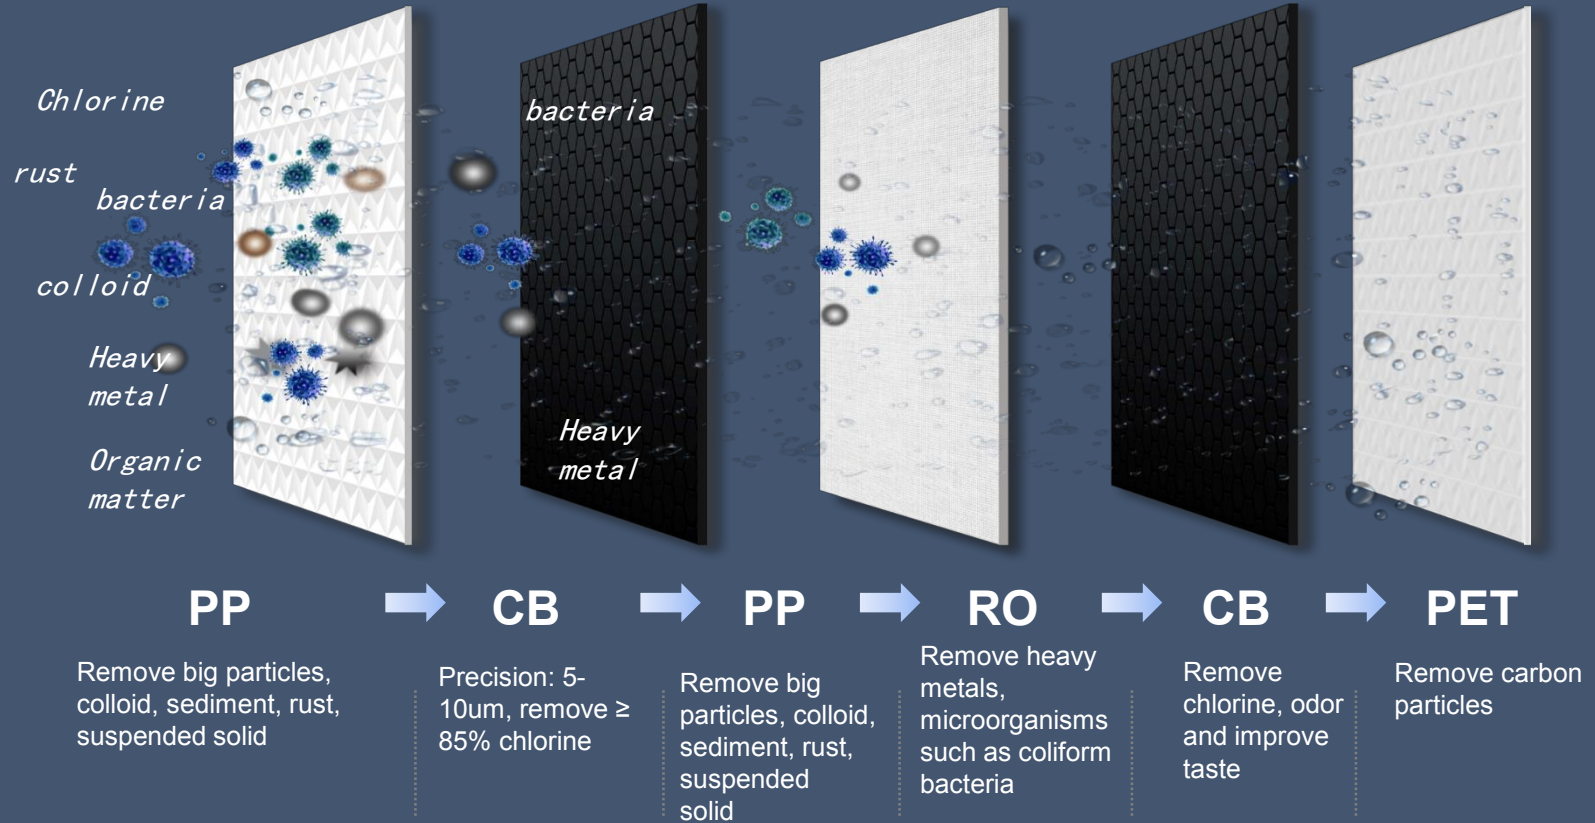 Chlorine
rust
bacteria
colloid
Heavy
metal
Organic
matter
bacteria
Heavy
metal
PP
CB
PP
RO
CB
PET
Remove big particles,
colloid, sediment, rust,
suspended solid
Precision: 5-
10um, remove ≥
85% chlorine
Remove big
particles, colloid,
sediment, rust,
suspended
solid
Remove heavy
metals,
microorganisms
such as coliform
bacteria
Remove
chlorine, odor
and improve
taste
Remove carbon
particles